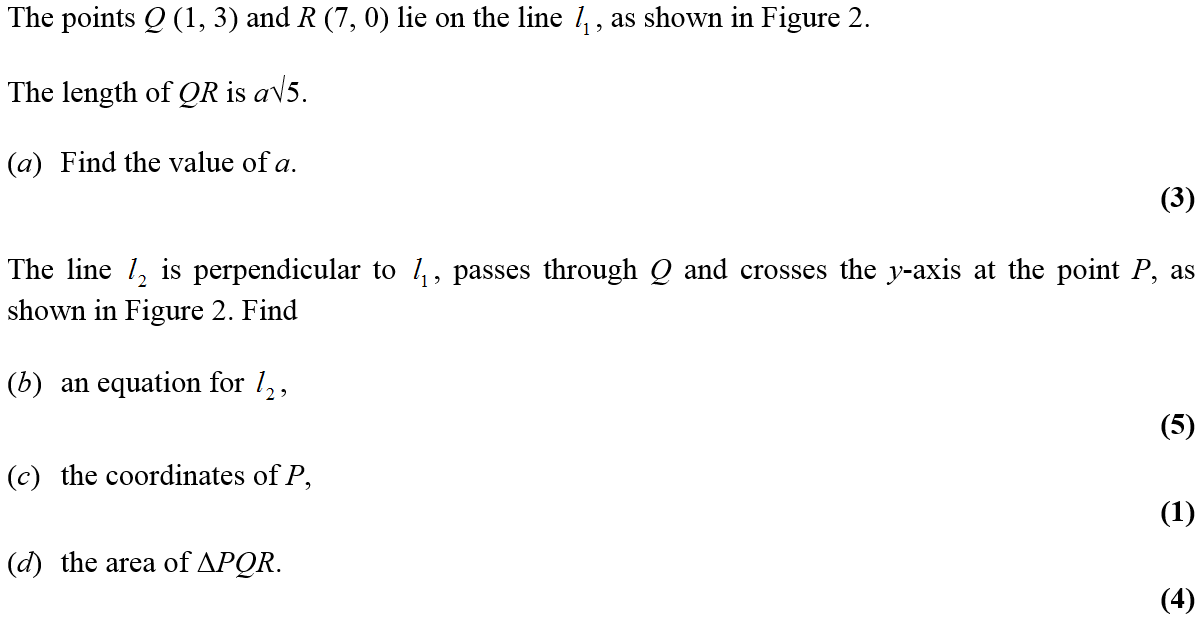 The points Q (1, 3) and R (7, 0) lie on the line l₁, as shown in Figure 2.
The length of QR is a√5.
(a) Find the value of a.
(3)
The line l₂ is perpendicular to l₁, passes through Q and crosses the y-axis at the point P, as
shown in Figure 2. Find
(b) an equation for l₂,
(5)
(c) the coordinates of P,
(1)
(d) the area of ΔPQR.
(4)